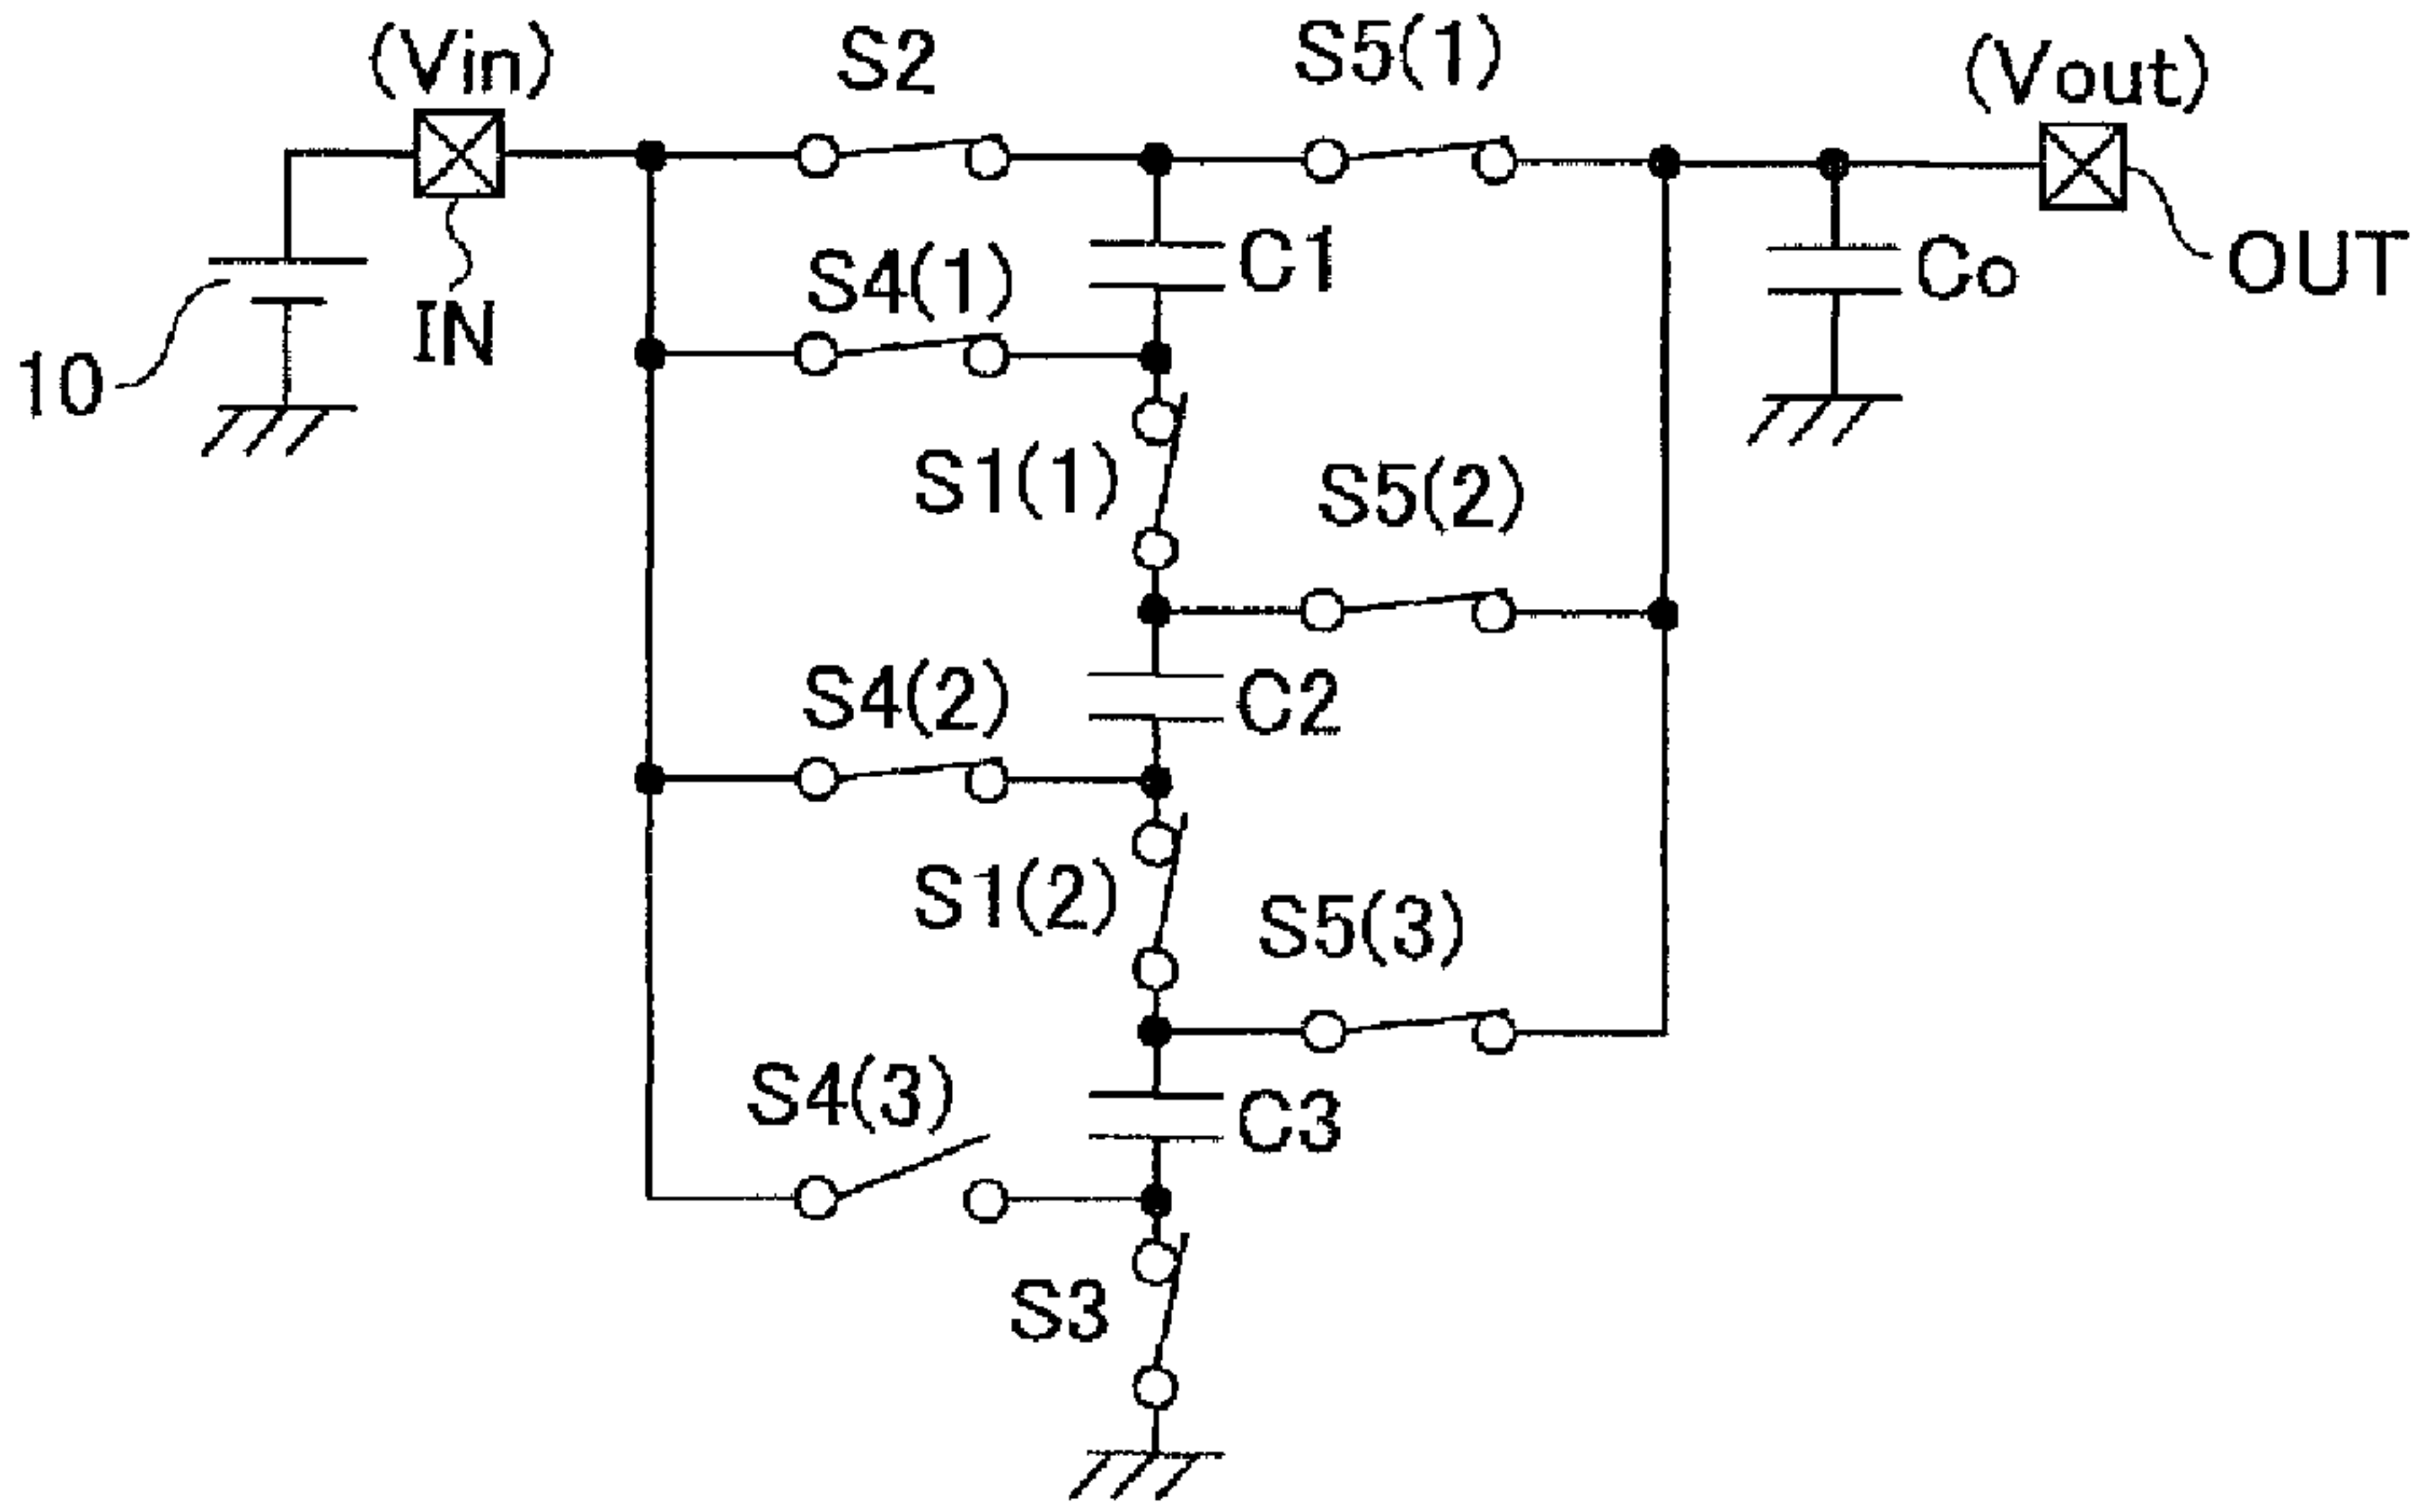 (Vin)
S2
S5(1)
(Vout)
S4(1)
C1
Co
OUT
IN
10
S1(1)
S5(2)
S4(2)
C2
S1(2)
S5(3)
S4(3)
C3
S3